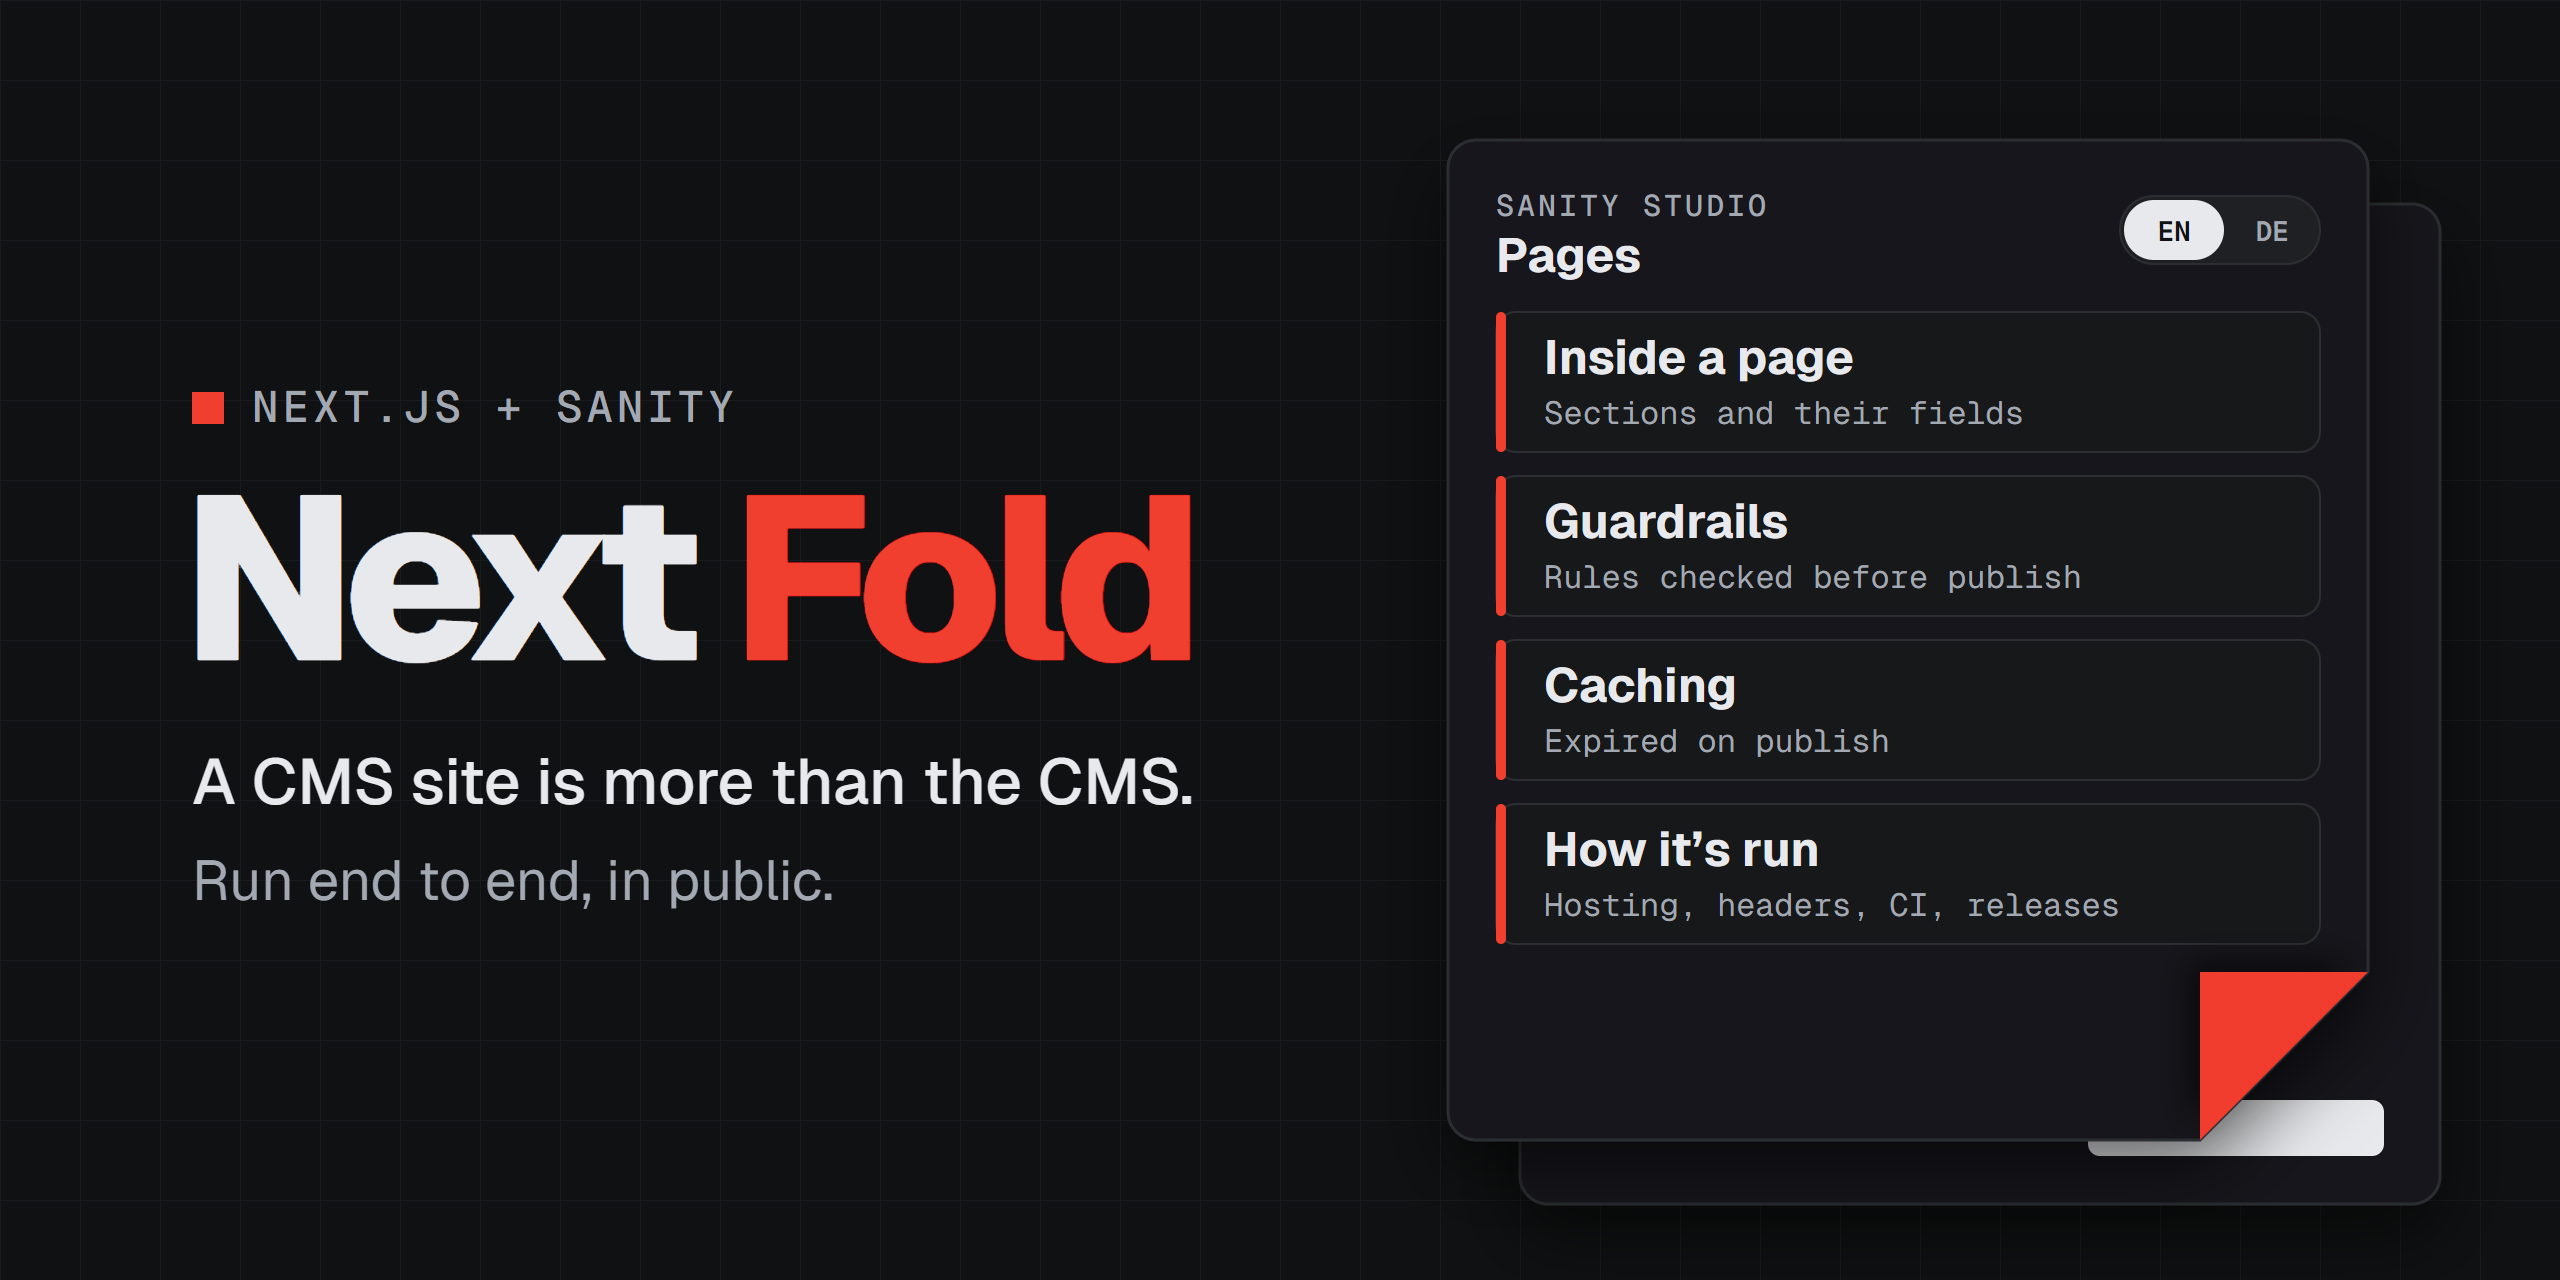 NEXT.JS + SANITY
Next Fold
A CMS site is more than the CMS.
Run end to end, in public.
SANITY STUDIO
Pages
EN DE
Inside a page
Sections and their fields
Guardrails
Rules checked before publish
Caching
Expired on publish
How it’s run
Hosting, headers, CI, releases